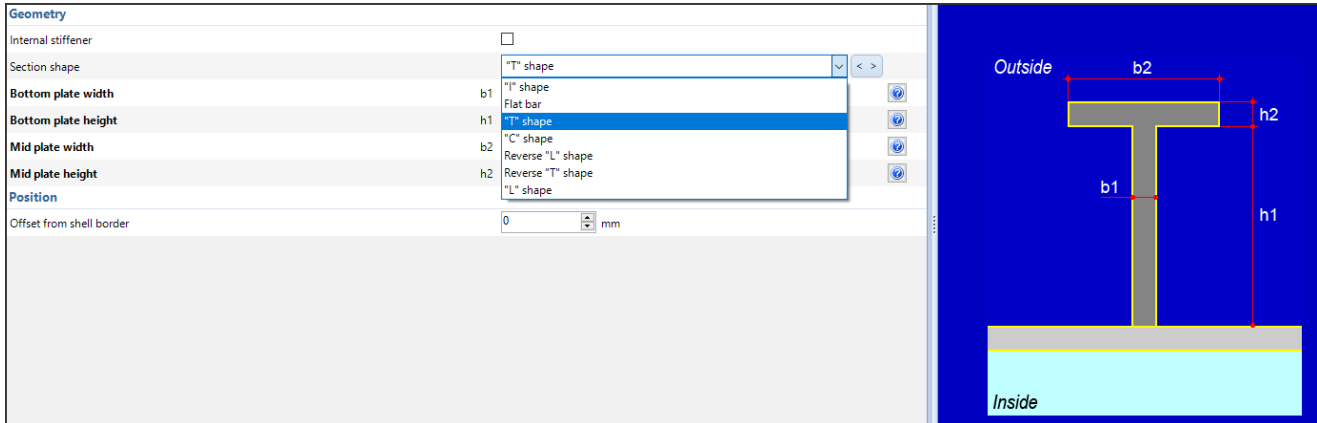 Geometry
Internal stiffener
Section shape "T" shape < >
"I" shape
Bottom plate width b1
Flat bar
Bottom plate height h1
"T" shape
"C" shape
Mid plate width b2
Reverse "L" shape
Mid plate height h2
Reverse "T" shape
"L" shape
Position
Offset from shell border 0 mm
Outside
b2
h2
b1
h1
Inside